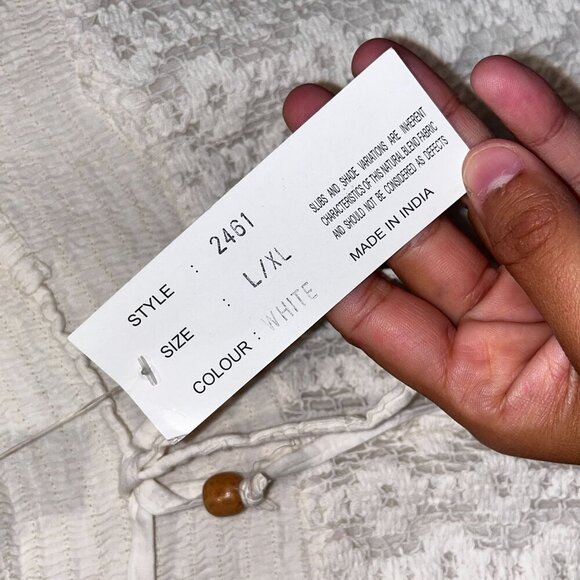 STYLE : 2461
SIZE : L/XL
COLOUR : WHITE
SLUBS AND SHADE VARIATIONS ARE INHERENT
CHARACTERISTICS OF THIS NATURAL BLEND FABRIC
AND SHOULD NOT BE CONSIDERED AS DEFECTS
MADE IN INDIA